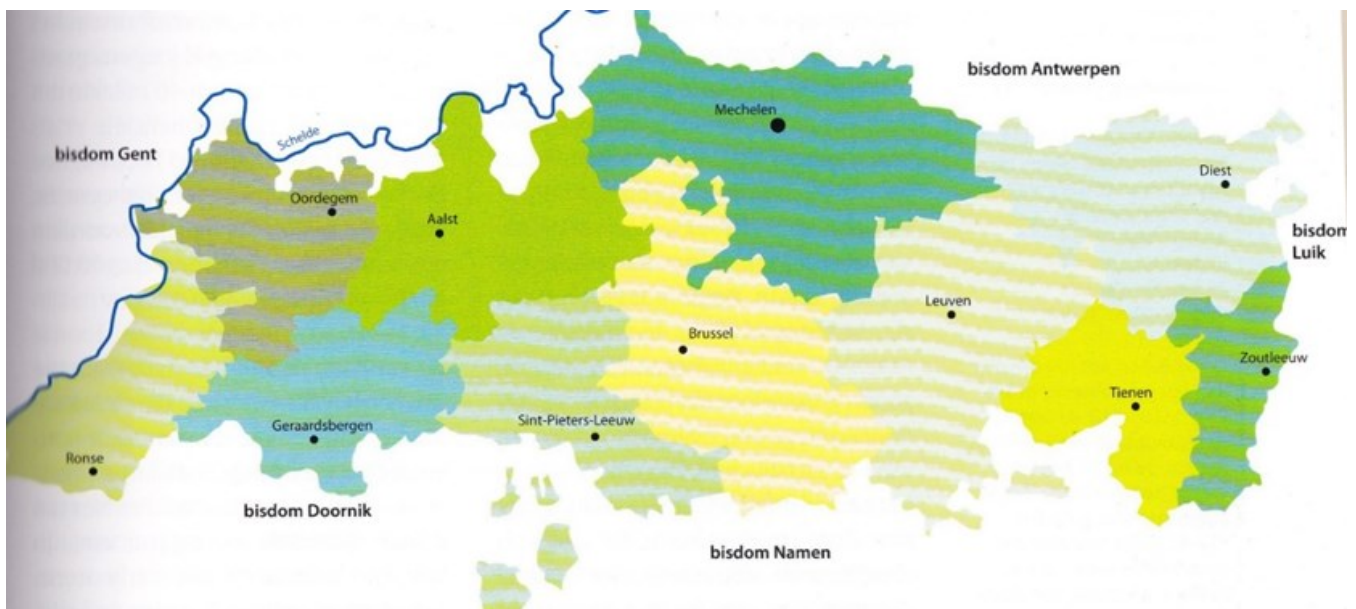 bisdom Antwerpen
Mechelen
Schelde
bisdom Gent
Diest
Oordegem
Aalst
bisdom
Luik
Leuven
Brussel
Zoutleeuw
Tienen
Geraardsbergen
Sint-Pieters-Leeuw
Ronse
bisdom Doornik
bisdom Namen